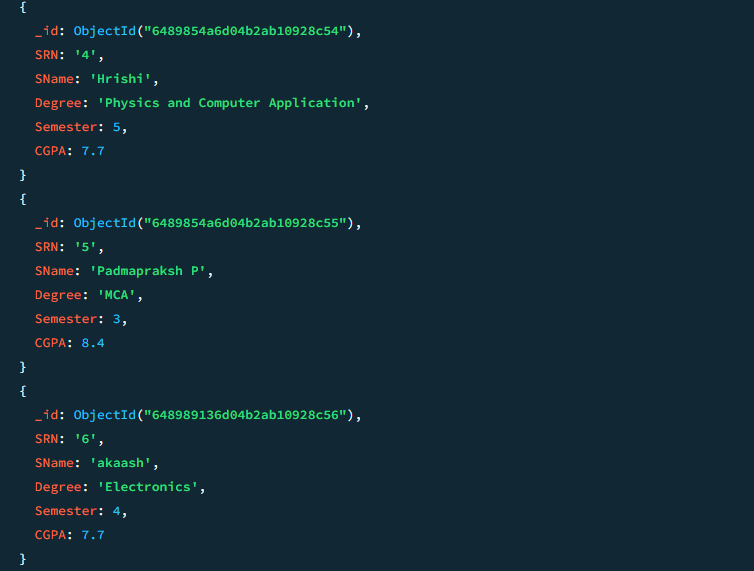 {
_id: ObjectId("6489854a6d04b2ab10928c54"),
SRN: '4',
SName: 'Hrishi',
Degree: 'Physics and Computer Application',
Semester: 5,
CGPA: 7.7
}
{
_id: ObjectId("6489854a6d04b2ab10928c55"),
SRN: '5',
SName: 'Padmapraksh P',
Degree: 'MCA',
Semester: 3,
CGPA: 8.4
}
{
_id: ObjectId("648989136d04b2ab10928c56"),
SRN: '6',
SName: 'akaash',
Degree: 'Electronics',
Semester: 4,
CGPA: 7.7
}